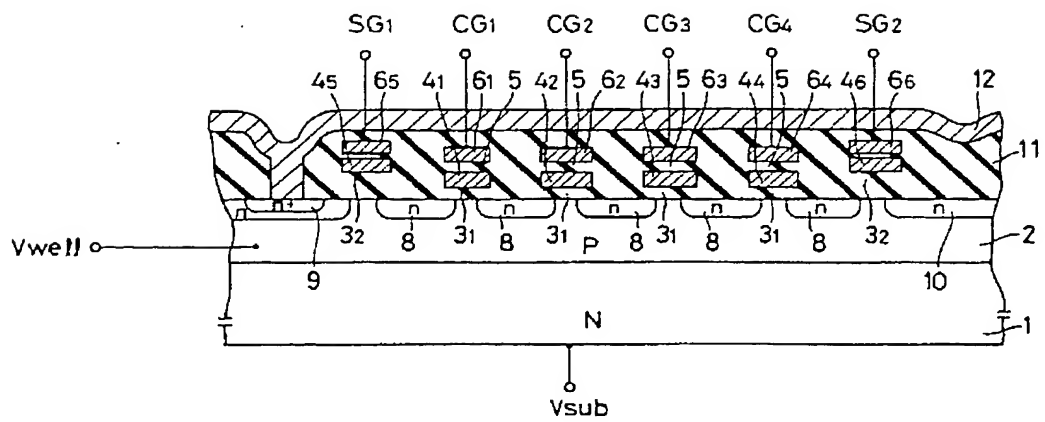 SG1 CG1 CG2 CG3 CG4 SG2
45 65 41 61 5 42 5 62 43 5 63 44 5 64 46 66 12
11
n n+ n n n n n
Vwell 9 32 8 31 8 31 P 8 31 8 31 8 32 10 2
N 1
Vsub